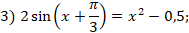 3) 2 sin(x + π/3) = x² − 0,5;